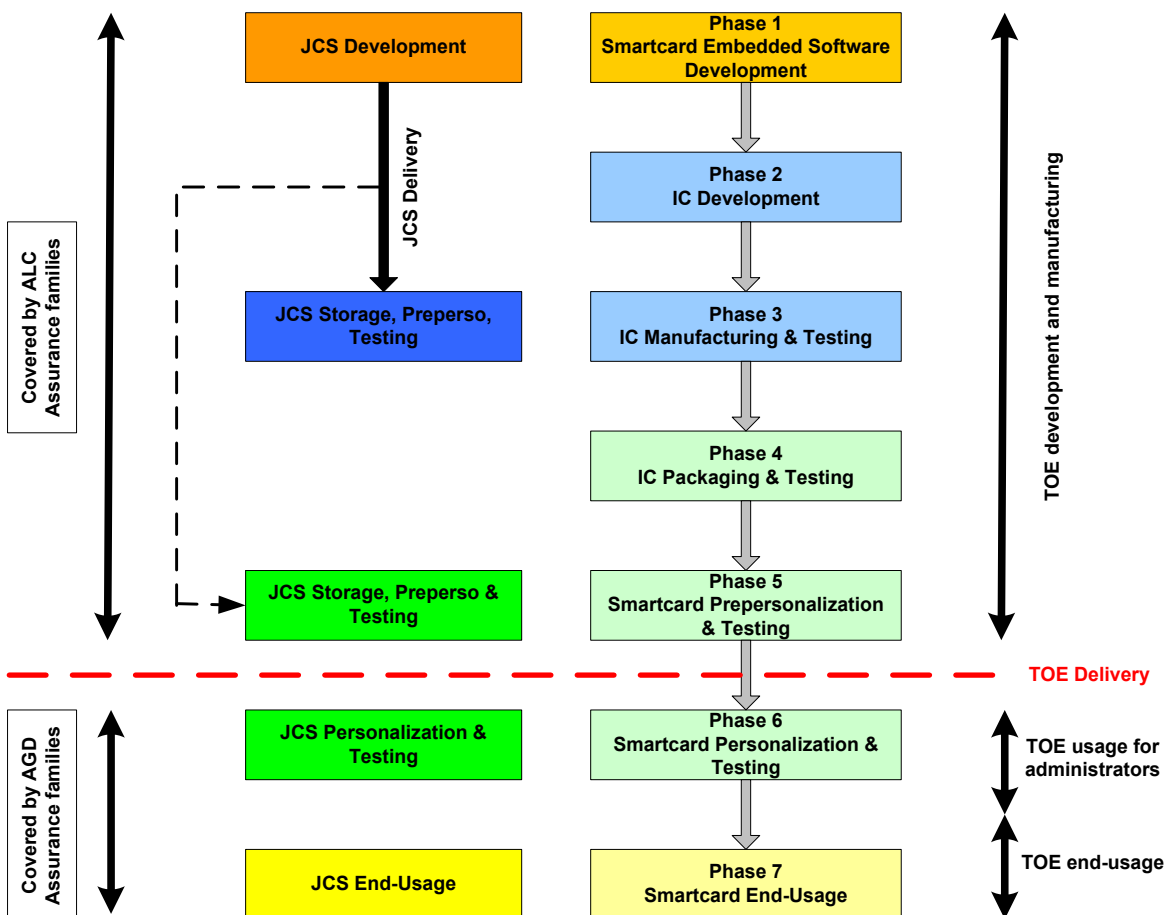 JCS Development
Phase 1
Smartcard Embedded Software
Development
JCS Delivery
Phase 2
IC Development
TOE development and manufacturing
Covered by ALC
Assurance families
JCS Storage, Preperso,
Testing
Phase 3
IC Manufacturing & Testing
Phase 4
IC Packaging & Testing
JCS Storage, Preperso &
Testing
Phase 5
Smartcard Prepersonalization
& Testing
TOE Delivery
Covered by AGD
Assurance families
JCS Personalization &
Testing
Phase 6
Smartcard Personalization &
Testing
TOE usage for
administrators
JCS End-Usage
Phase 7
Smartcard End-Usage
TOE end-usage